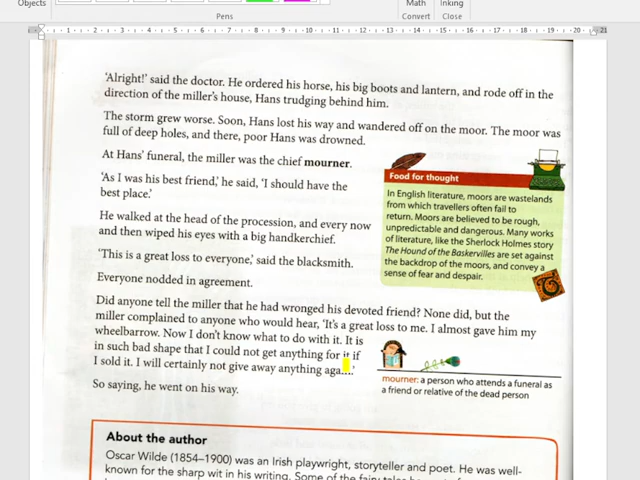 Objects
Pens
Math
Convert
Inking
Close
'Alright!' said the doctor. He ordered his horse, his big boots and lantern, and rode off in the
direction of the miller's house, Hans trudging behind him.
The storm grew worse. Soon, Hans lost his way and wandered off on the moor. The moor was
full of deep holes, and there, poor Hans was drowned.
At Hans' funeral, the miller was the chief mourner.
'As I was his best friend,' he said, 'I should have the
best place.'
He walked at the head of the procession, and every now
and then wiped his eyes with a big handkerchief.
'This is a great loss to everyone,' said the blacksmith.
Everyone nodded in agreement.
Food for thought
In English literature, moors are wastelands
from which travellers often fail to
return. Moors are believed to be rough,
unpredictable and dangerous. Many works
of literature, like the Sherlock Holmes story
The Hound of the Baskervilles are set against
the backdrop of the moors, and convey a
sense of fear and despair.
Did anyone tell the miller that he had wronged his devoted friend? None did, but the
miller complained to anyone who would hear, 'It's a great loss to me. I almost gave him my
wheelbarrow. Now I don't know what to do with it. It is
in such bad shape that I could not get anything for it if
I sold it. I will certainly not give away anything
So saying, he went on his way.
mourner: a person who attends a funeral as
a friend or relative of the dead person
About the author
Oscar Wilde (1854–1900) was an Irish playwright, storyteller and poet. He was well-
known for the sharp wit in his writing. Some of the